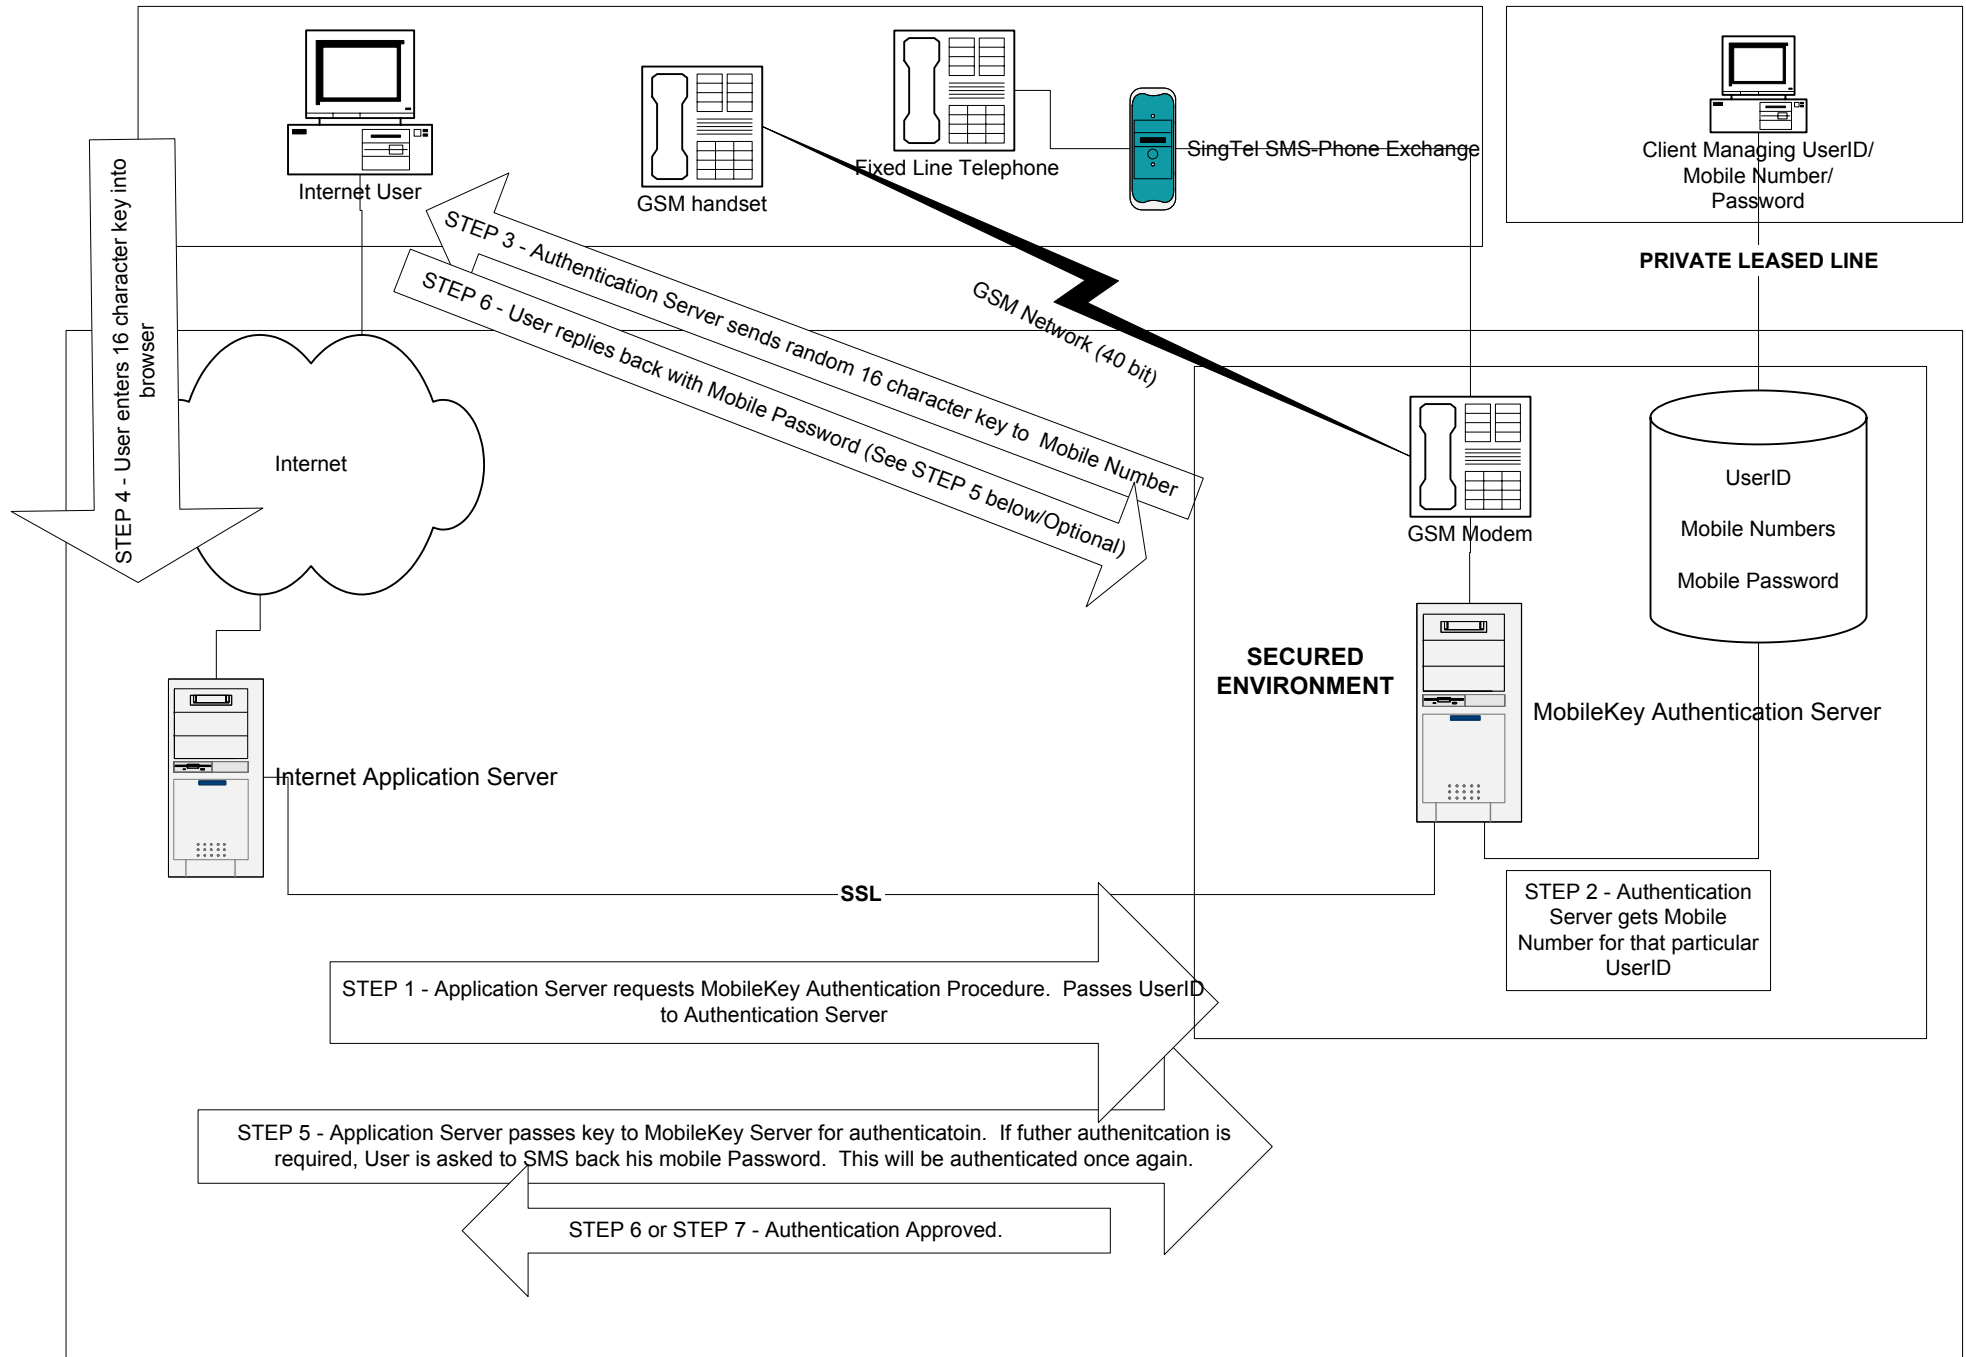 Internet User
GSM handset
Fixed Line Telephone
SingTel SMS-Phone Exchange
Client Managing UserID/
Mobile Number/
Password
PRIVATE LEASED LINE
STEP 4 - User enters 16 character key into
browser
STEP 3 - Authentication Server sends random 16 character key to  Mobile Number
STEP 6 - User replies back with Mobile Password (See STEP 5 below/Optional)
GSM Network (40 bit)
Internet
GSM Modem
UserID
Mobile Numbers
Mobile Password
SECURED
ENVIRONMENT
MobileKey Authentication Server
Internet Application Server
SSL
STEP 2 - Authentication
Server gets Mobile
Number for that particular
UserID
STEP 1 - Application Server requests MobileKey Authentication Procedure.  Passes UserID
to Authentication Server
STEP 5 - Application Server passes key to MobileKey Server for authenticatoin.  If futher authenitcation is
required, User is asked to SMS back his mobile Password.  This will be authenticated once again.
STEP 6 or STEP 7 - Authentication Approved.